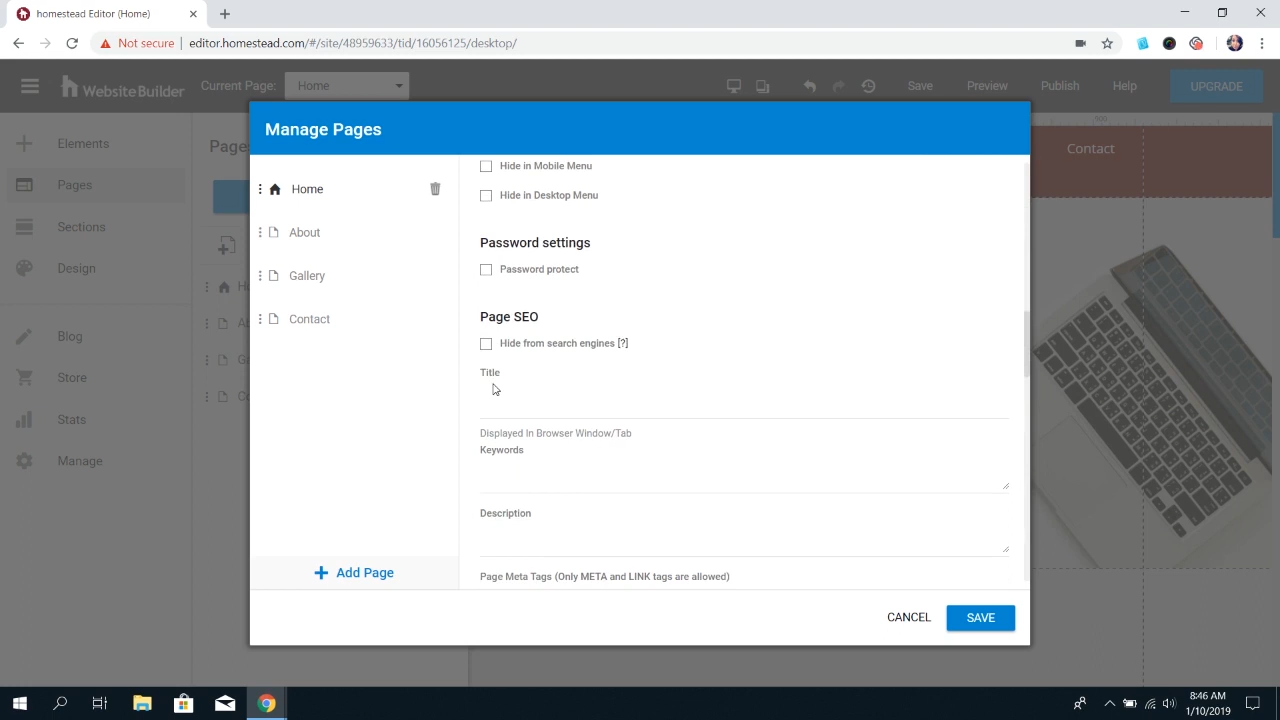 homestead Editor (Home)
Not secure | editor.homestead.com/#/site/48959633/tid/16056125/desktop/
WebsiteBuilder
Current Page:
Home
Save
Preview
Publish
Help
UPGRADE
Elements
Pages
Sections
Design
Blog
Store
Stats
Manage
Manage Pages
Home
About
Gallery
Contact
+ Add Page
Hide in Mobile Menu
Hide in Desktop Menu
Password settings
Password protect
Page SEO
Hide from search engines [?]
Title
Displayed In Browser Window/Tab
Keywords
Description
Page Meta Tags (Only META and LINK tags are allowed)
CANCEL
SAVE
900
Contact
8:46 AM
1/10/2019